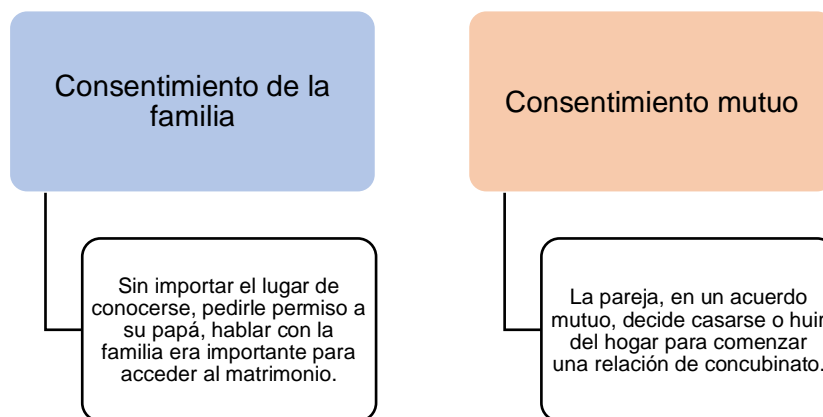 Consentimiento de la
familia
Sin importar el lugar de
conocerse, pedirle permiso a
su papá, hablar con la
familia era importante para
acceder al matrimonio.
Consentimiento mutuo
La pareja, en un acuerdo
mutuo, decide casarse o huir
del hogar para comenzar
una relación de concubinato.